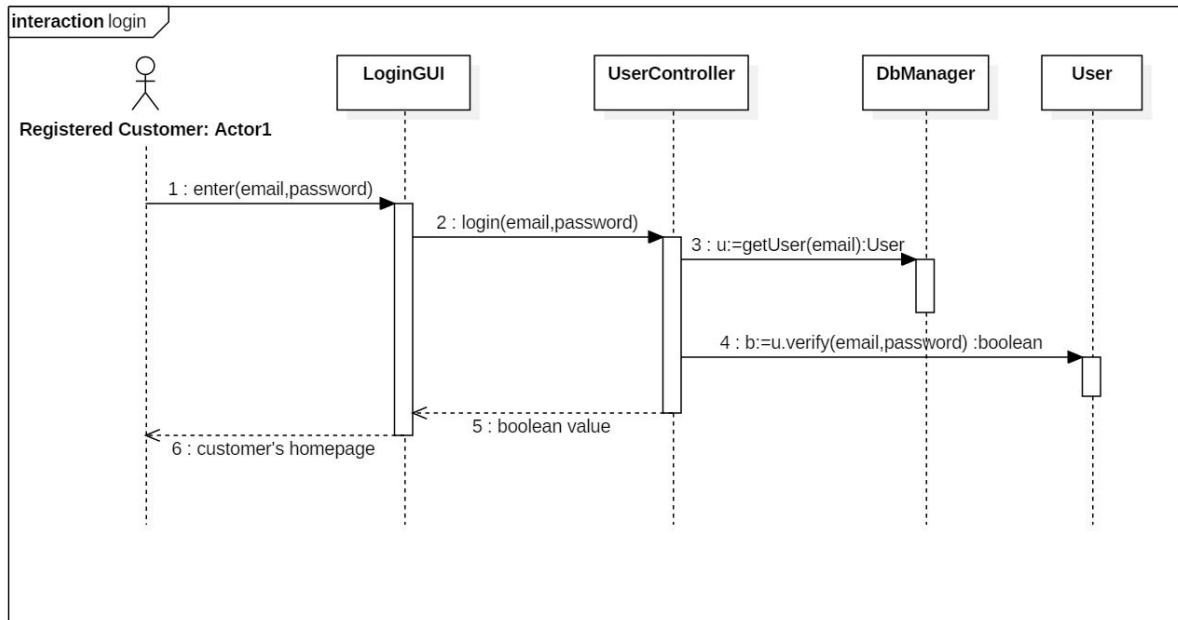 interaction login
LoginGUI
UserController
DbManager
User
Registered Customer: Actor1
1 : enter(email,password)
2 : login(email,password)
3 : u:=getUser(email):User
4 : b:=u.verify(email,password) :boolean
5 : boolean value
6 : customer's homepage